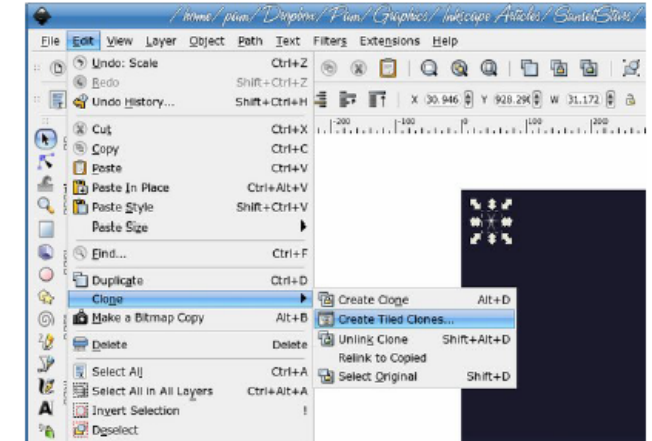 /home/pam/Dropbox/Pam/Graphics/Inkscape Articles/SunsetStars/
File Edit View Layer Object Path Text Filters Extensions Help
Undo: Scale Ctrl+Z
Redo Shift+Ctrl+Z
Undo History... Shift+Ctrl+H
X 30.946 Y 928.29( W 31.172
Cut Ctrl+X
-200 -100 0 100 200
Copy Ctrl+C
Paste Ctrl+V
Paste In Place Ctrl+Alt+V
Paste Style Shift+Ctrl+V
Paste Size
Find... Ctrl+F
Duplicate Ctrl+D
Clone
Create Clone Alt+D
Make a Bitmap Copy Alt+B
Create Tiled Clones...
Delete Delete
Unlink Clone Shift+Alt+D
Relink to Copied
Select All Ctrl+A
Select Original Shift+D
Select All in All Layers Ctrl+Alt+A
Invert Selection !
Deselect